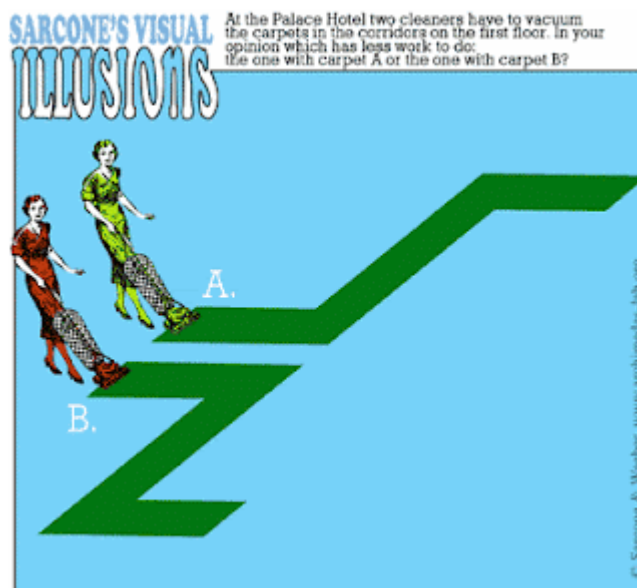 SARCONE'S VISUAL
ILLUSIONS
At the Palace Hotel two cleaners have to vacuum
the carpets in the corridors on the first floor. In your
opinion which has less work to do:
the one with carpet A or the one with carpet B?
A.
B.